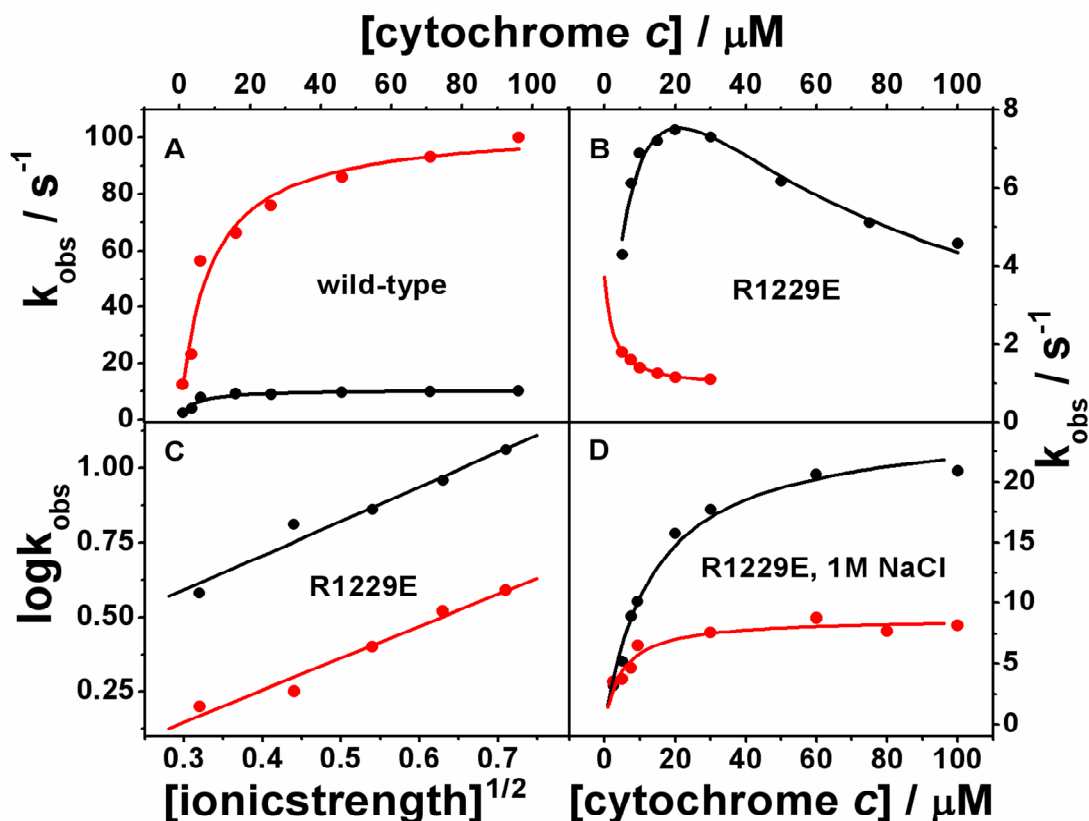 [cytochrome c] / μM
0 20 40 60 80 100
0 20 40 60 80 100
A
100
80
60
40
20
0
k_obs / s⁻¹
wild-type
B
8
6
4
2
0
R1229E
C
1.00
0.75
0.50
0.25
logk_obs
R1229E
0.3 0.4 0.5 0.6 0.7
[ionicstrength]^1/2
D
20
15
10
5
0
k_obs / s⁻¹
R1229E, 1M NaCl
0 20 40 60 80 100
[cytochrome c] / μM